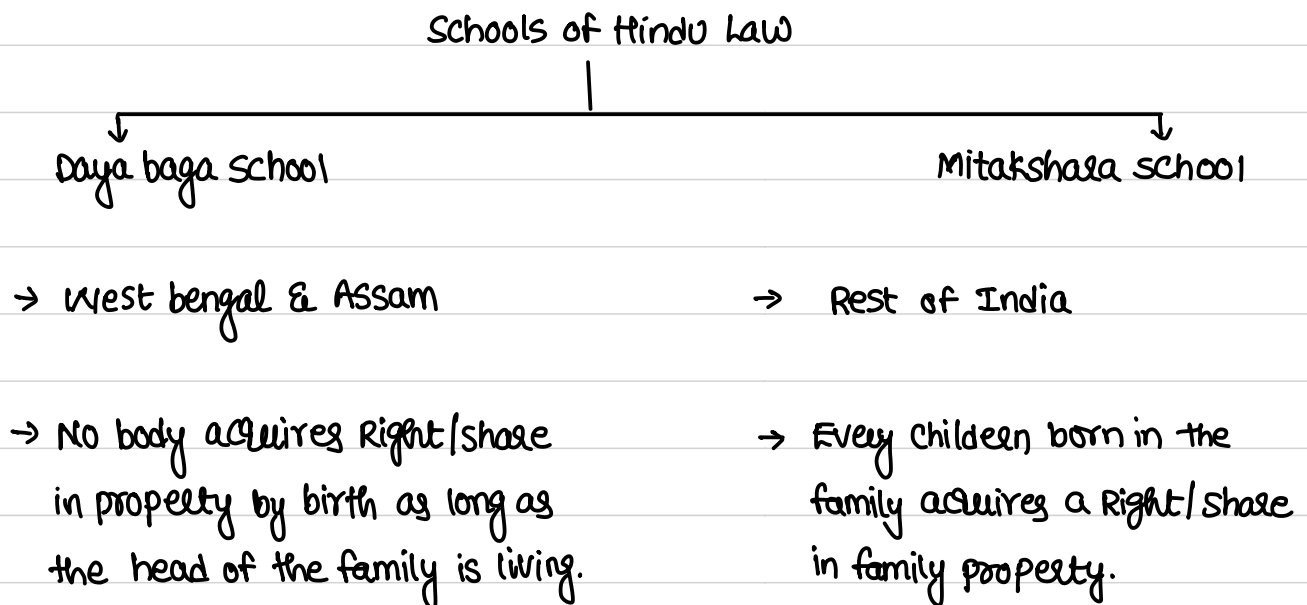 Schools of Hindu Law
Daya baga School
Mitakshara School
→ West bengal & Assam
→ Rest of India
→ No body acquires Right/share
in property by birth as long as
the head of the family is living.
→ Every Childern born in the
family acquires a Right/share
in family property.